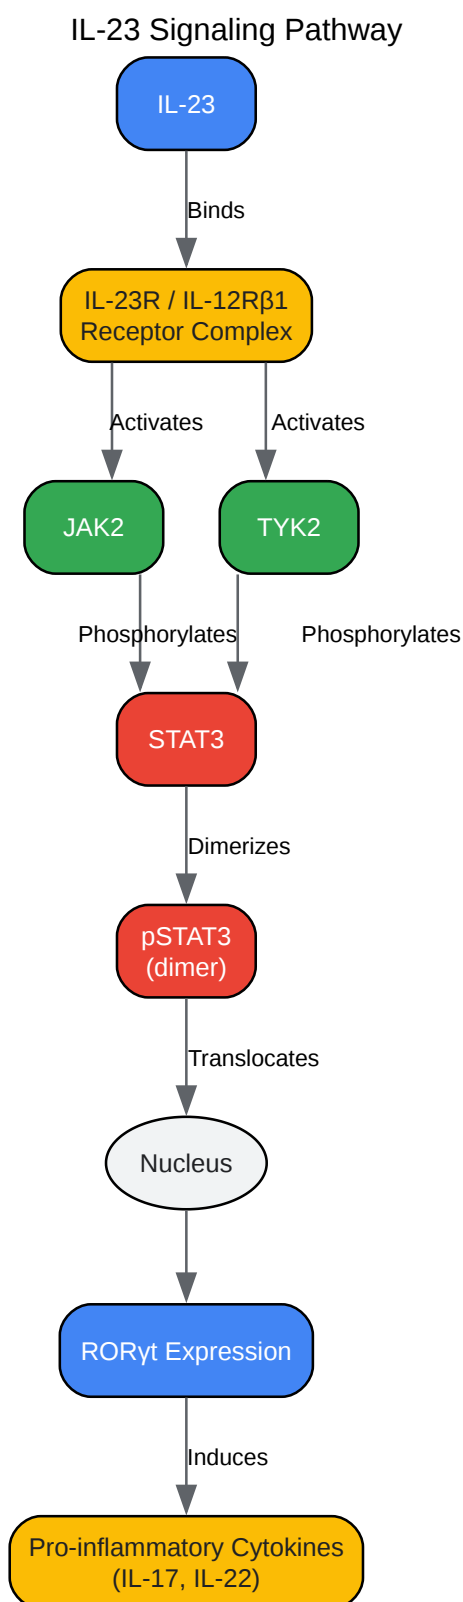 IL-23 Signaling Pathway
IL-23
Binds
IL-23R / IL-12Rβ1
Receptor Complex
Activates
Activates
JAK2
TYK2
Phosphorylates
Phosphorylates
STAT3
Dimerizes
pSTAT3
(dimer)
Translocates
Nucleus
RORγt Expression
Induces
Pro-inflammatory Cytokines
(IL-17, IL-22)